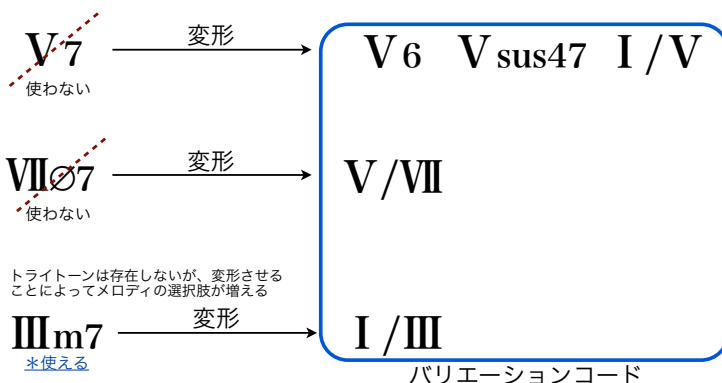 Ⅴ7
変形
Ⅴ6 Ⅴsus47 Ⅰ/Ⅴ
使わない
Ⅶ∅7
変形
Ⅴ/Ⅶ
使わない
トライトーンは存在しないが、変形させる
ことによってメロディの選択肢が増える
Ⅲm7
変形
Ⅰ/Ⅲ
＊使える
バリエーションコード